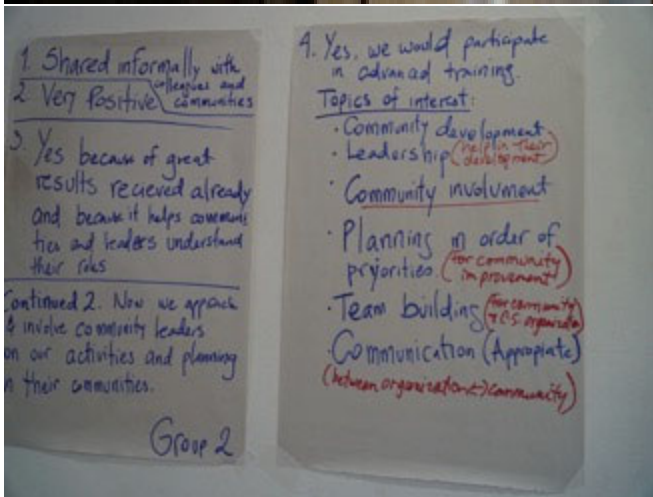 1. Shared informally with
colleagues and
2. Very Positive communities
3. Yes because of great
results recieved already
and because it helps communi
ties and leaders understand
their roles
Continued 2. Now we approach
& involve community leaders
on our activities and planning
in their communities.
Group 2
4. Yes, we would participate
in advanced training.
Topics of interest:
· Community development
· Leadership (help in their
development)
· Community involvment
· Planning in order of
pryorities. (for community
improvement)
· Team building (for community
& C.S. organization)
· Communication (Appropiate)
(between organization <-> community)